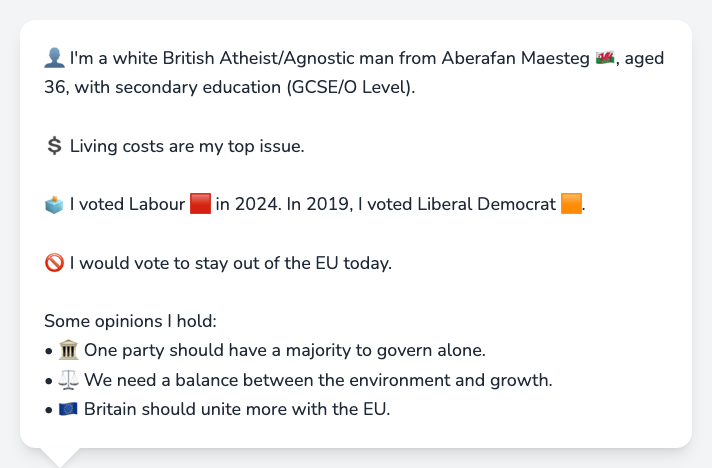 👤 I'm a white British Atheist/Agnostic man from Aberafan Maesteg 🏴󠁧󠁢󠁷󠁬󠁳󠁿, aged
36, with secondary education (GCSE/O Level).
💲 Living costs are my top issue.
🗳️ I voted Labour 🟥 in 2024. In 2019, I voted Liberal Democrat 🟧.
🚫 I would vote to stay out of the EU today.
Some opinions I hold:
• 🏛️ One party should have a majority to govern alone.
• ⚖️ We need a balance between the environment and growth.
• 🇪🇺 Britain should unite more with the EU.